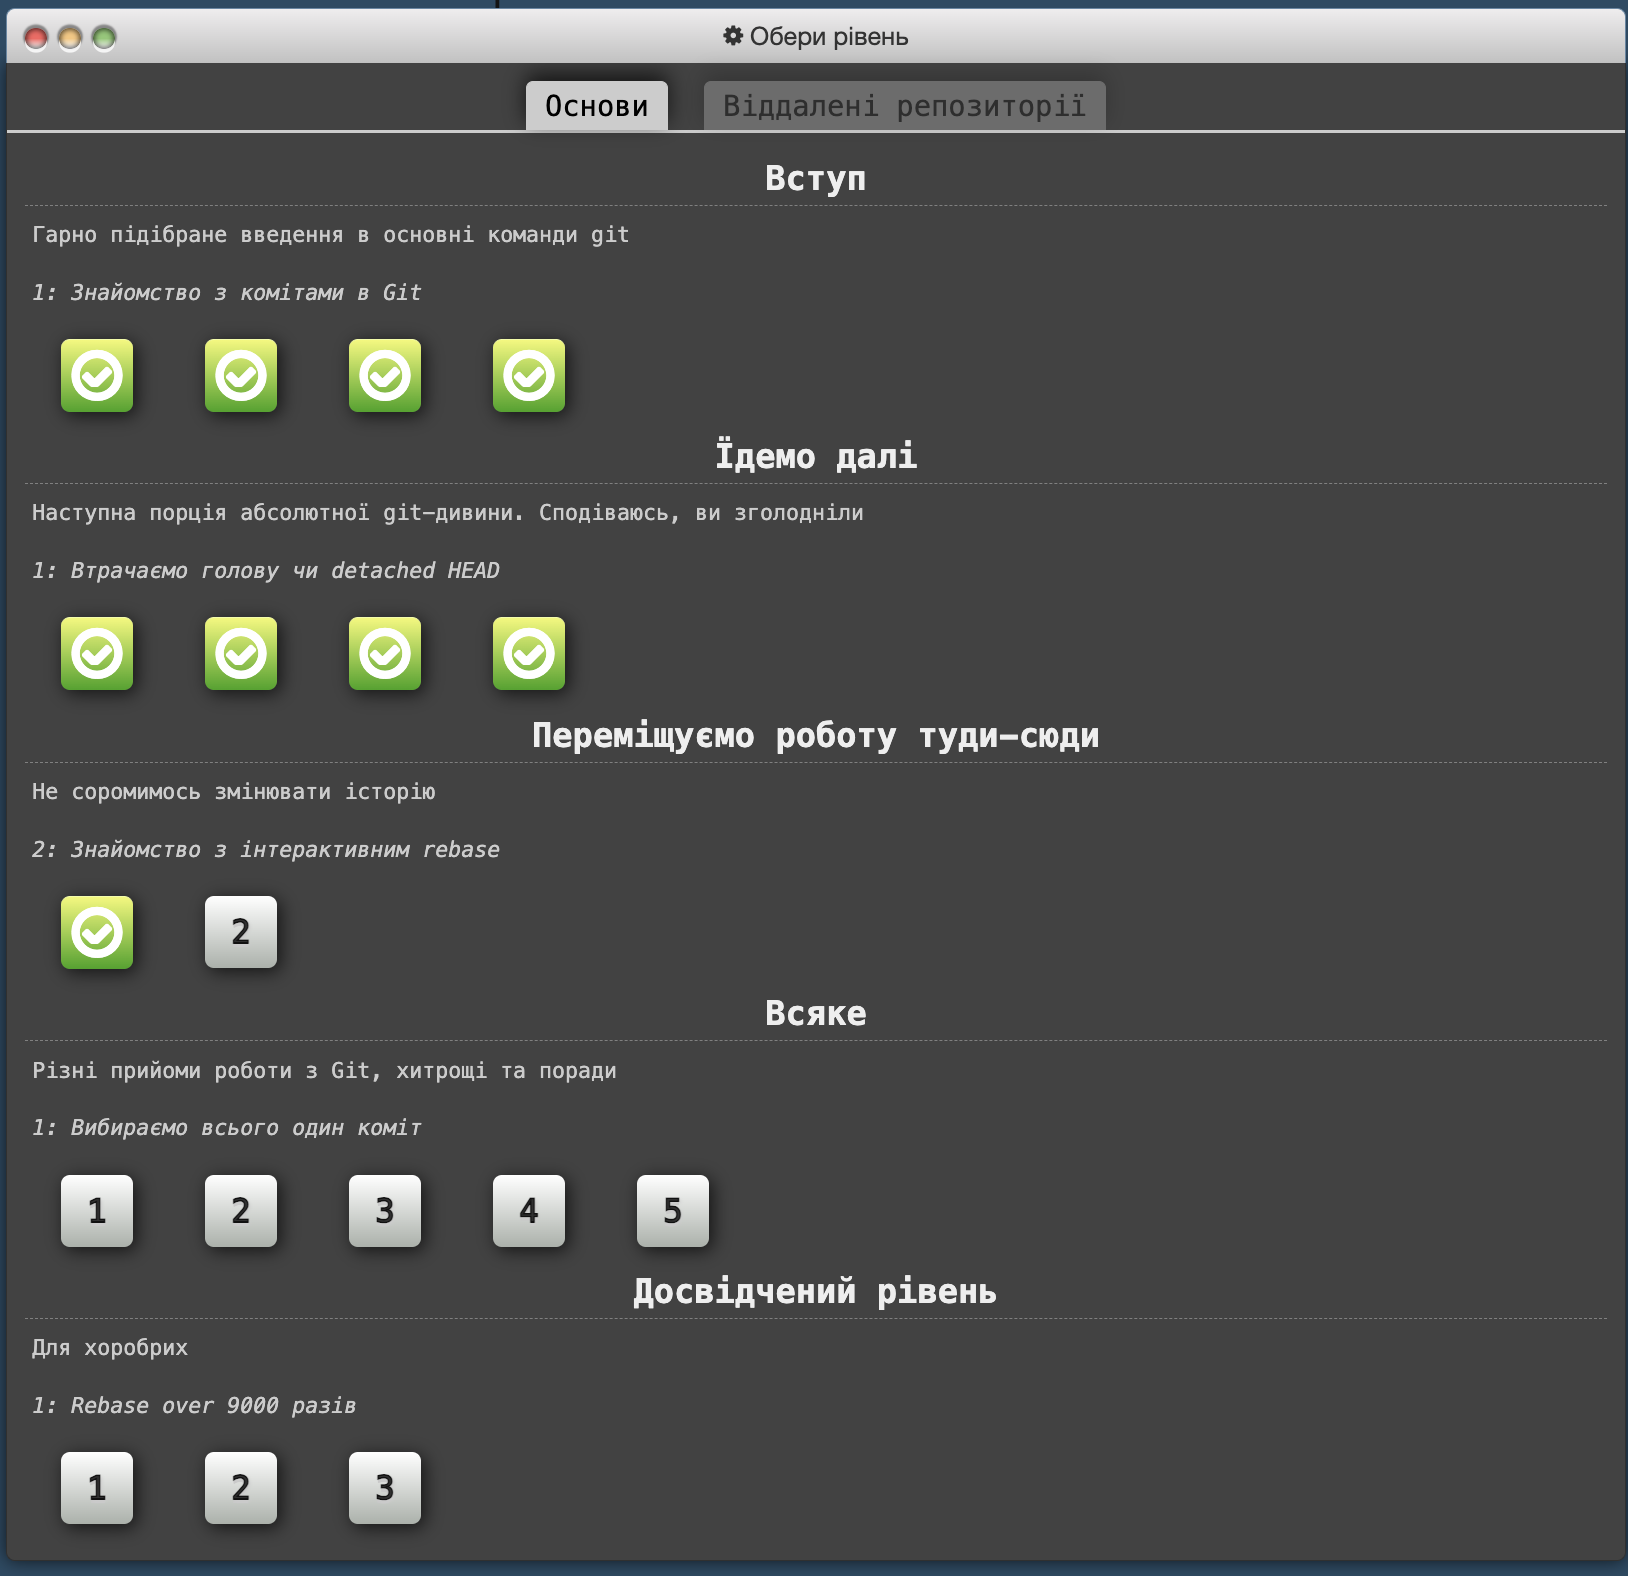 Обери рівень
Основи
Віддалені репозиторії
Вступ
Гарно підібране введення в основні команди git
1: Знайомство з комітами в Git
Їдемо далі
Наступна порція абсолютної git-дивини. Сподіваюсь, ви зголодніли
1: Втрачаємо голову чи detached HEAD
Переміщуємо роботу туди-сюди
Не соромимось змінювати історію
2: Знайомство з інтерактивним rebase
2
Всяке
Різні прийоми роботи з Git, хитрощі та поради
1: Вибираємо всього один коміт
1 2 3 4 5
Досвідчений рівень
Для хоробрих
1: Rebase over 9000 разів
1 2 3